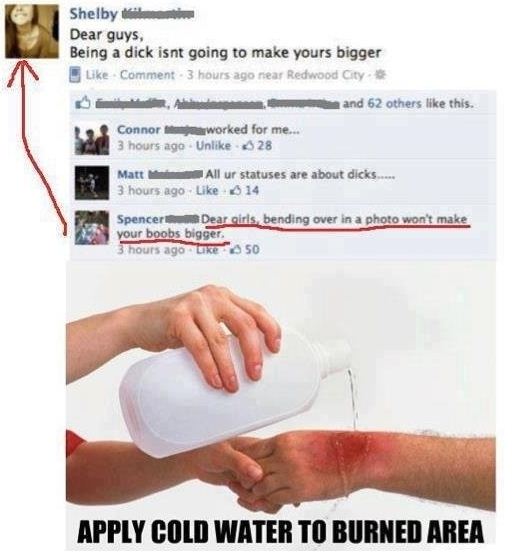 Shelby
Dear guys,
Being a dick isnt going to make yours bigger
Like · Comment · 3 hours ago near Redwood City ·
and 62 others like this.
Connor worked for me...
3 hours ago · Unlike · 28
Matt All ur statuses are about dicks.....
3 hours ago · Like · 14
Spencer Dear girls, bending over in a photo won't make
your boobs bigger.
3 hours ago · Like · 50
APPLY COLD WATER TO BURNED AREA